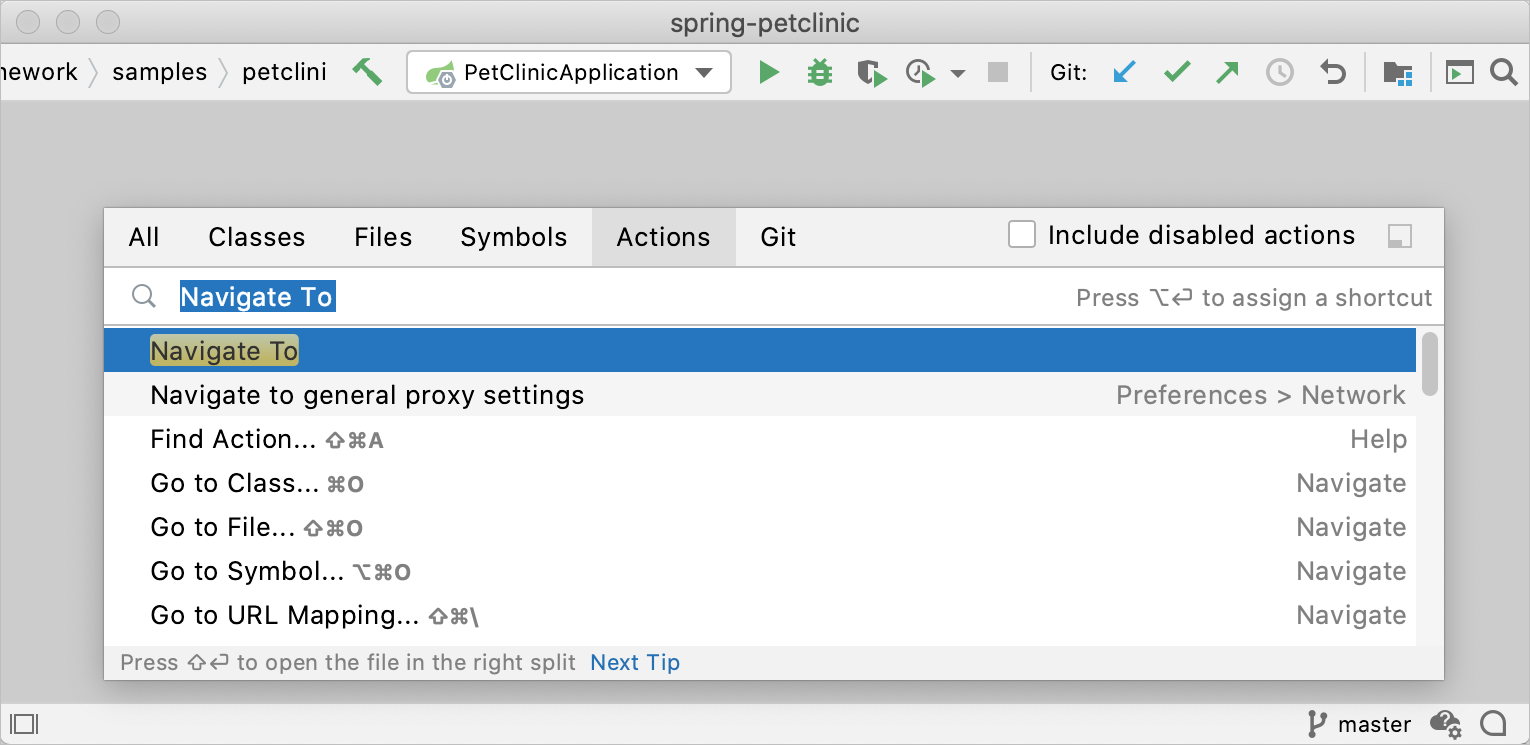 spring-petclinic
nework samples petclini PetClinicApplication Git:
All Classes Files Symbols Actions Git Include disabled actions
Navigate To Press ⌥⏎ to assign a shortcut
Navigate To
Navigate to general proxy settings Preferences > Network
Find Action... ⇧⌘A Help
Go to Class... ⌘O Navigate
Go to File... ⇧⌘O Navigate
Go to Symbol... ⌥⌘O Navigate
Go to URL Mapping... ⇧⌘\ Navigate
Press ⇧⏎ to open the file in the right split Next Tip
master